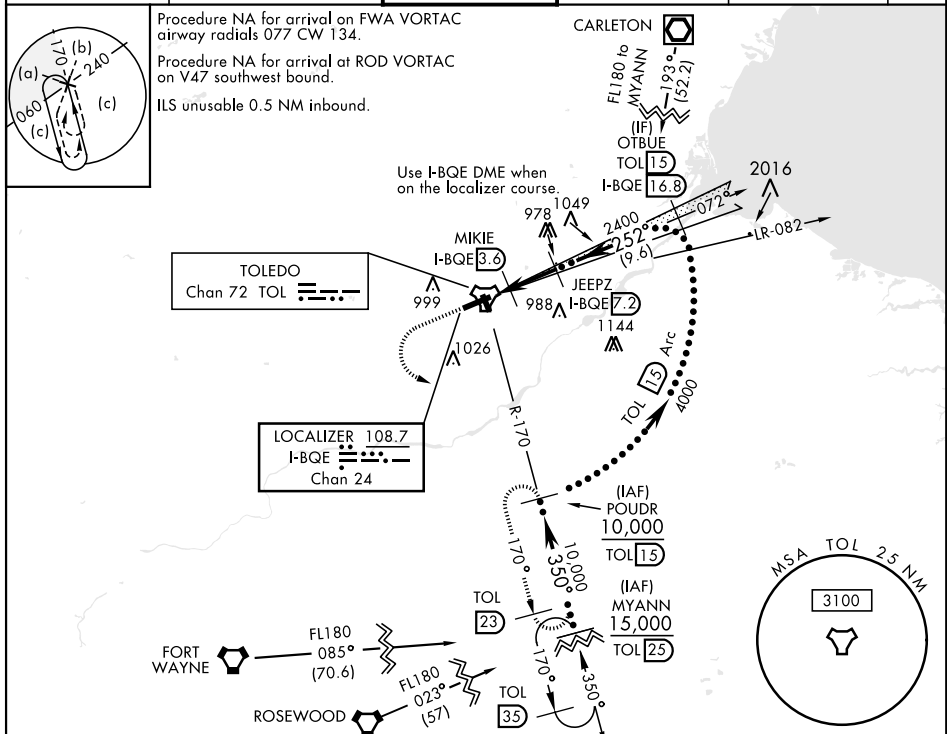 Procedure NA for arrival on FWA VORTAC
airway radials 077 CW 134.
Procedure NA for arrival at ROD VORTAC
on V47 southwest bound.
ILS unusable 0.5 NM inbound.
170
(b)
240
(a)
060
(c)
(c)
CARLETON
FL180 to
MYANN
193°
(52.2)
(IF)
OTBUE
TOL 15
I-BQE 16.8
Use I-BQE DME when
on the localizer course.
2016
978
1049
2400
072°
252°
(9.6)
LR-082
MIKIE
I-BQE 3.6
TOLEDO
Chan 72 TOL
999
988
JEEPZ
I-BQE 7.2
1144
1026
TOL 15 Arc
4000
R-170
LOCALIZER 108.7
I-BQE
Chan 24
(IAF)
POUDR
10,000
TOL 15
170°
10,000
350°
(IAF)
MYANN
15,000
TOL 25
TOL
23
MSA TOL 25 NM
3100
FORT
WAYNE
FL180
085°
(70.6)
170°
350°
FL180
023°
(57)
ROSEWOOD
TOL
35